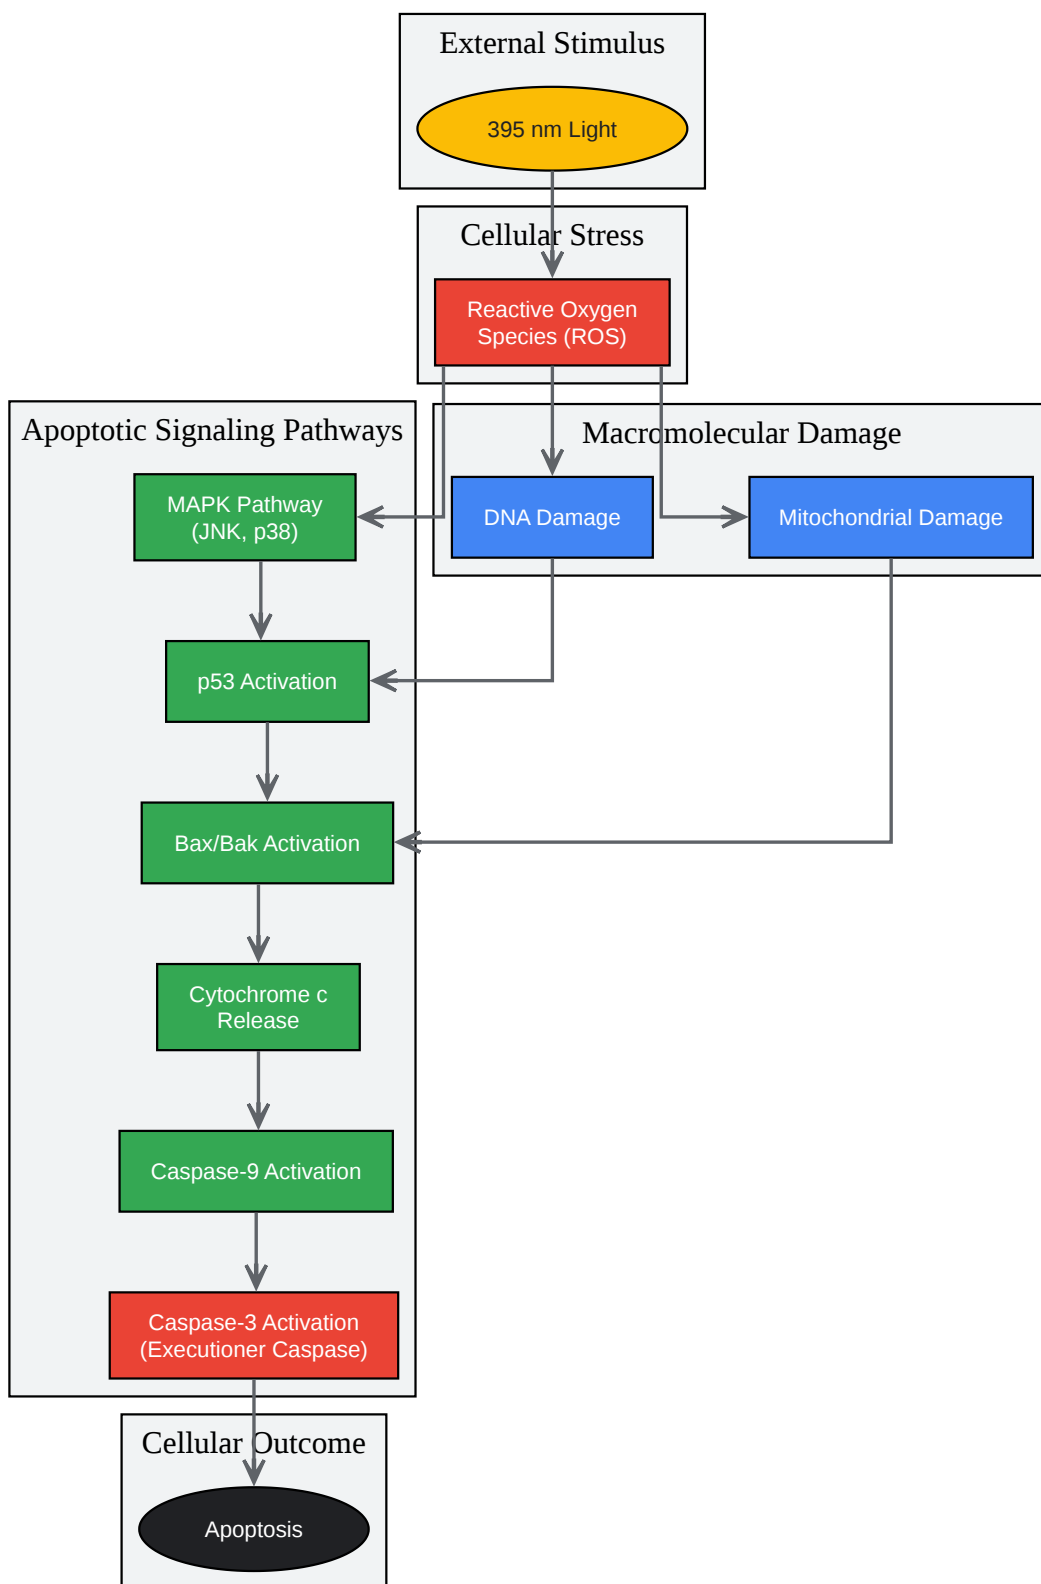 External Stimulus
395 nm Light
Cellular Stress
Reactive Oxygen
Species (ROS)
Apoptotic Signaling Pathways
Macromolecular Damage
MAPK Pathway
(JNK, p38)
DNA Damage
Mitochondrial Damage
p53 Activation
Bax/Bak Activation
Cytochrome c
Release
Caspase-9 Activation
Caspase-3 Activation
(Executioner Caspase)
Cellular Outcome
Apoptosis